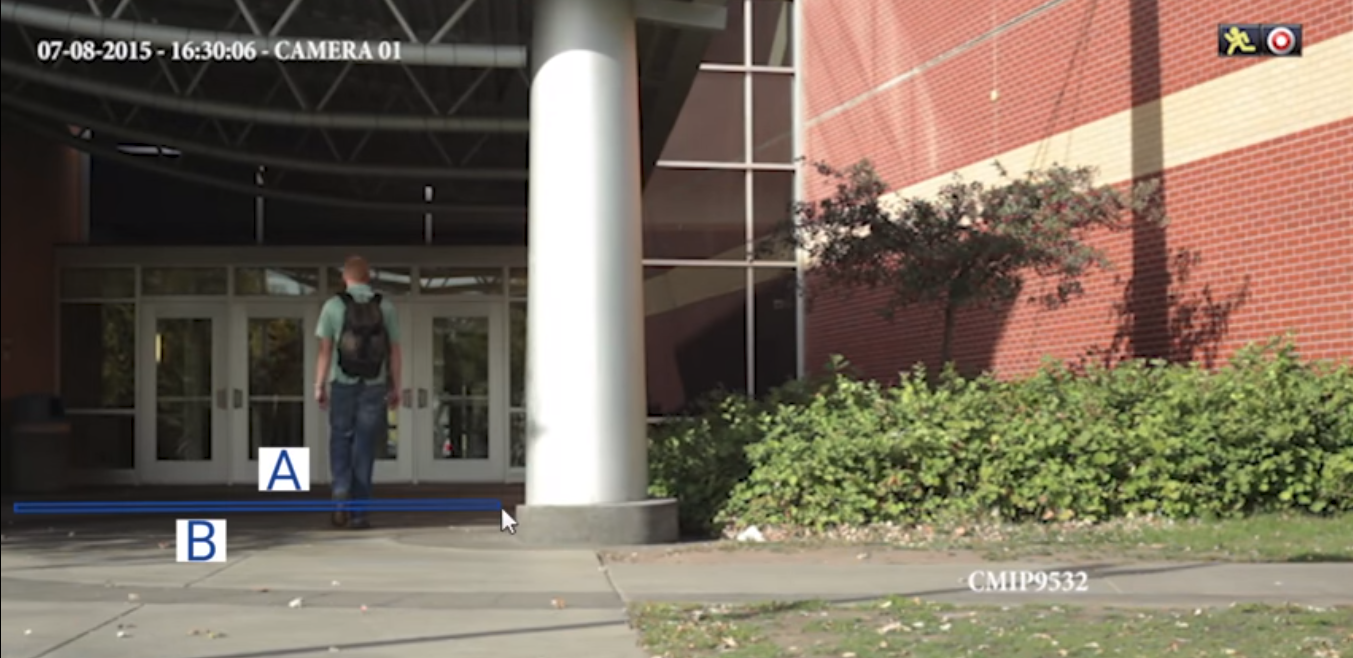 07-08-2015 - 16:30:06 - CAMERA 01
A
B
CMIP9532